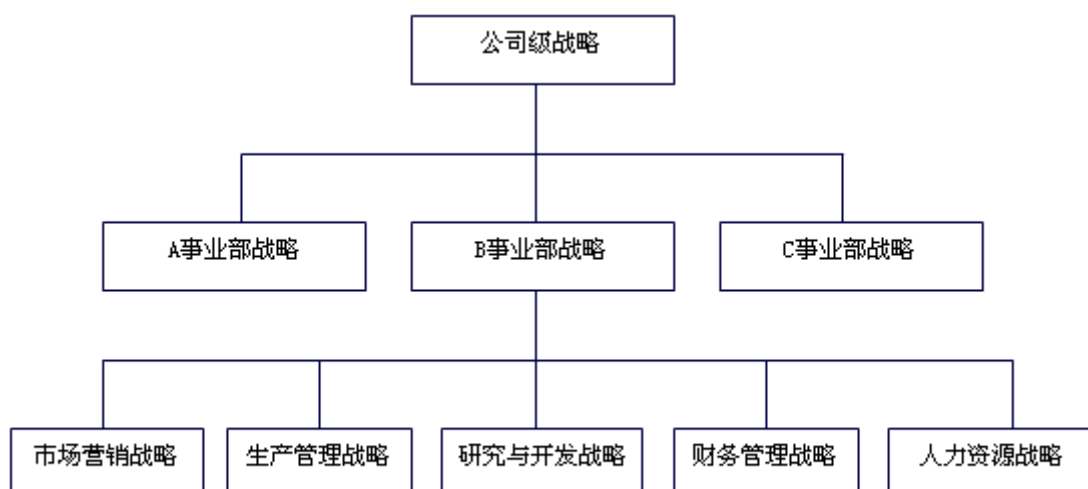 公司级战略
A事业部战略
B事业部战略
C事业部战略
市场营销战略
生产管理战略
研究与开发战略
财务管理战略
人力资源战略